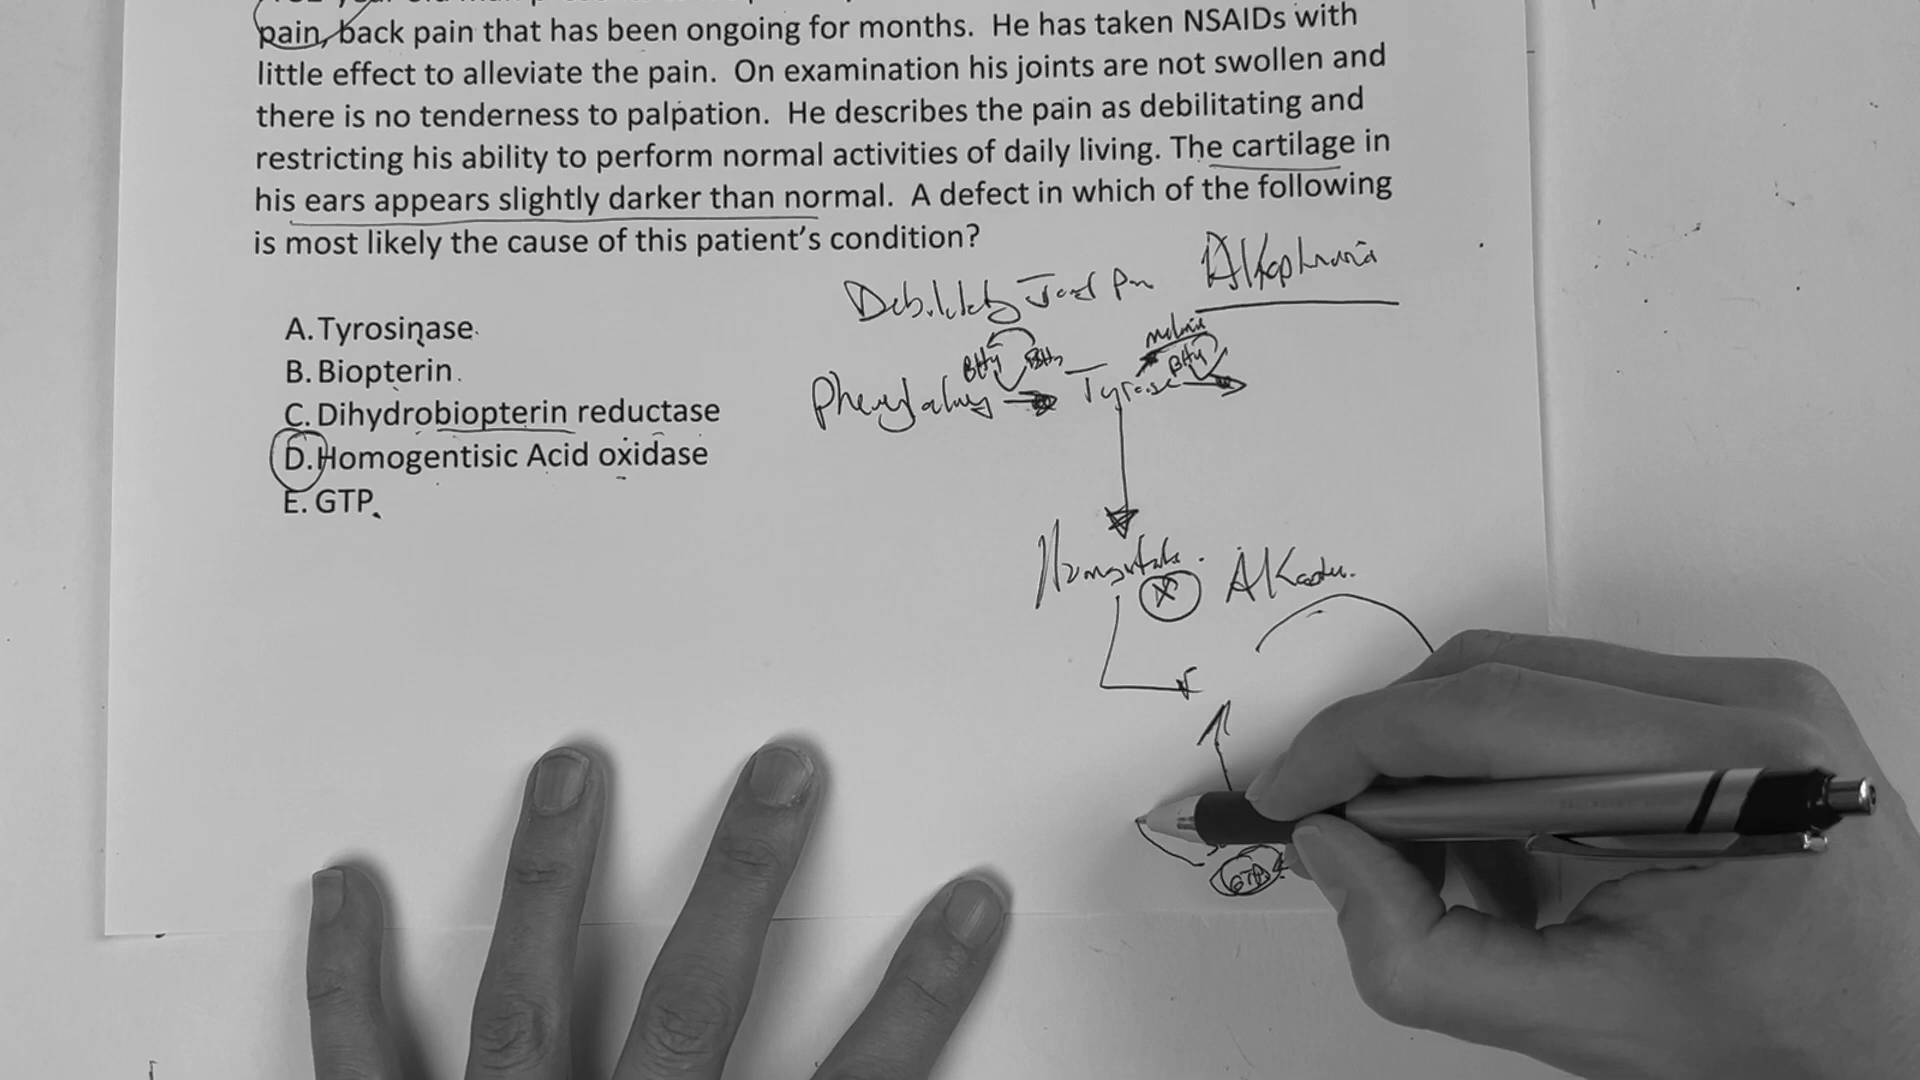 pain, back pain that has been ongoing for months. He has taken NSAIDs with
little effect to alleviate the pain. On examination his joints are not swollen and
there is no tenderness to palpation. He describes the pain as debilitating and
restricting his ability to perform normal activities of daily living. The cartilage in
his ears appears slightly darker than normal. A defect in which of the following
is most likely the cause of this patient's condition?
A. Tyrosinase
B. Biopterin
C. Dihydrobiopterin reductase
D. Homogentisic Acid oxidase
E. GTP
BH4 BH2
BH4
GTP